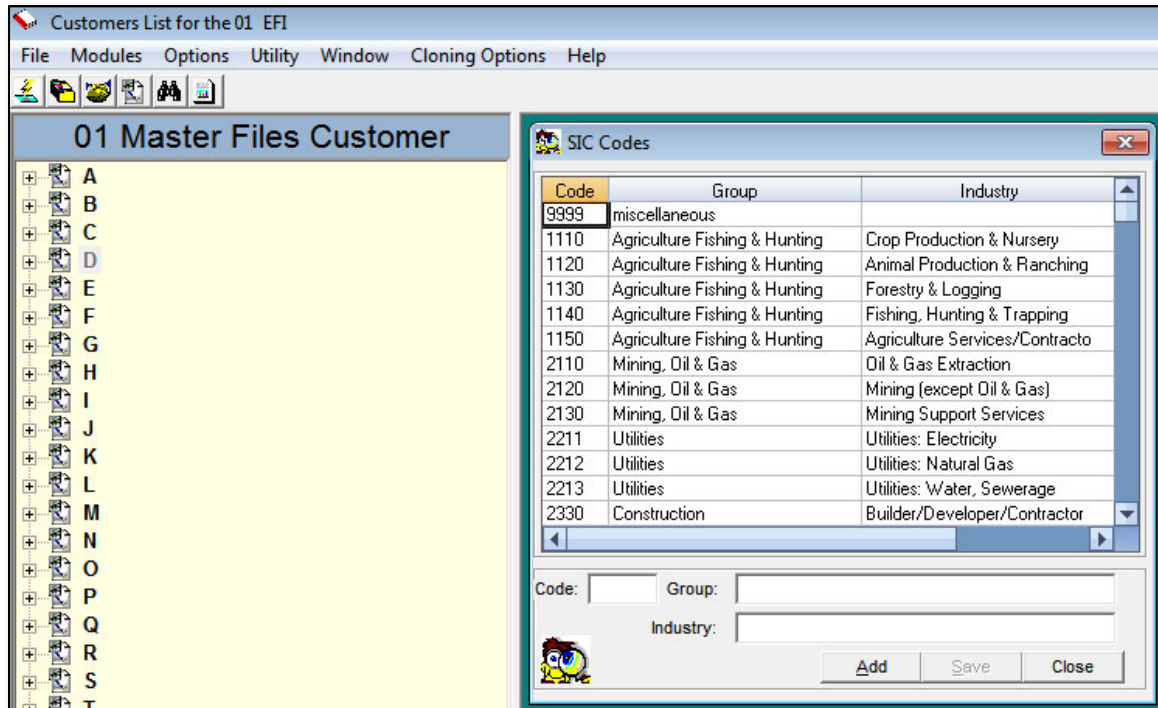 Customers List for the 01 EFI
File Modules Options Utility Window Cloning Options Help
01 Master Files Customer
A
B
C
D
E
F
G
H
I
J
K
L
M
N
O
P
Q
R
S
T
SIC Codes
Code Group Industry
9999 miscellaneous
1110 Agriculture Fishing & Hunting Crop Production & Nursery
1120 Agriculture Fishing & Hunting Animal Production & Ranching
1130 Agriculture Fishing & Hunting Forestry & Logging
1140 Agriculture Fishing & Hunting Fishing, Hunting & Trapping
1150 Agriculture Fishing & Hunting Agriculture Services/Contracto
2110 Mining, Oil & Gas Oil & Gas Extraction
2120 Mining, Oil & Gas Mining (except Oil & Gas)
2130 Mining, Oil & Gas Mining Support Services
2211 Utilities Utilities: Electricity
2212 Utilities Utilities: Natural Gas
2213 Utilities Utilities: Water, Sewerage
2330 Construction Builder/Developer/Contractor
Code: Group:
Industry:
Add Save Close